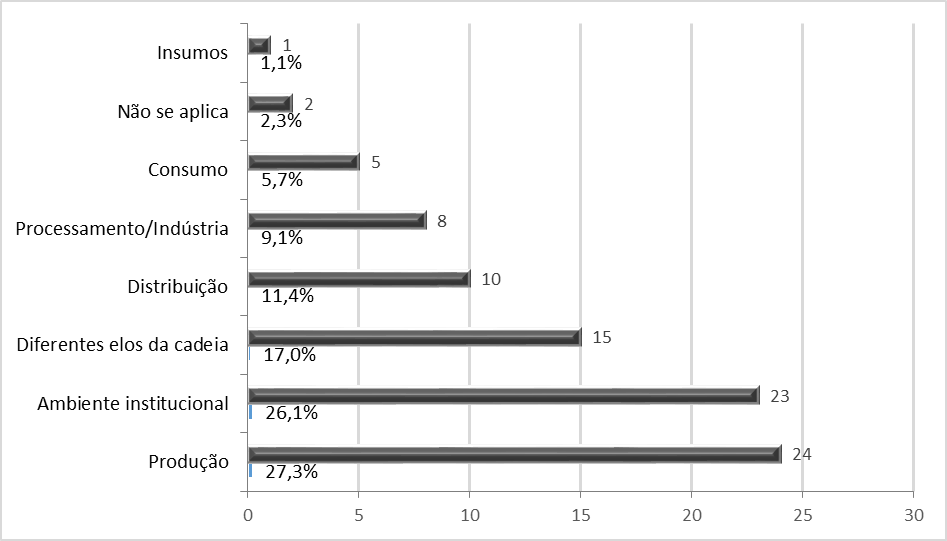 Insumos 1
1,1%
Não se aplica 2
2,3%
Consumo 5
5,7%
Processamento/Indústria 8
9,1%
Distribuição 10
11,4%
Diferentes elos da cadeia 15
17,0%
Ambiente institucional 23
26,1%
Produção 24
27,3%
0 5 10 15 20 25 30